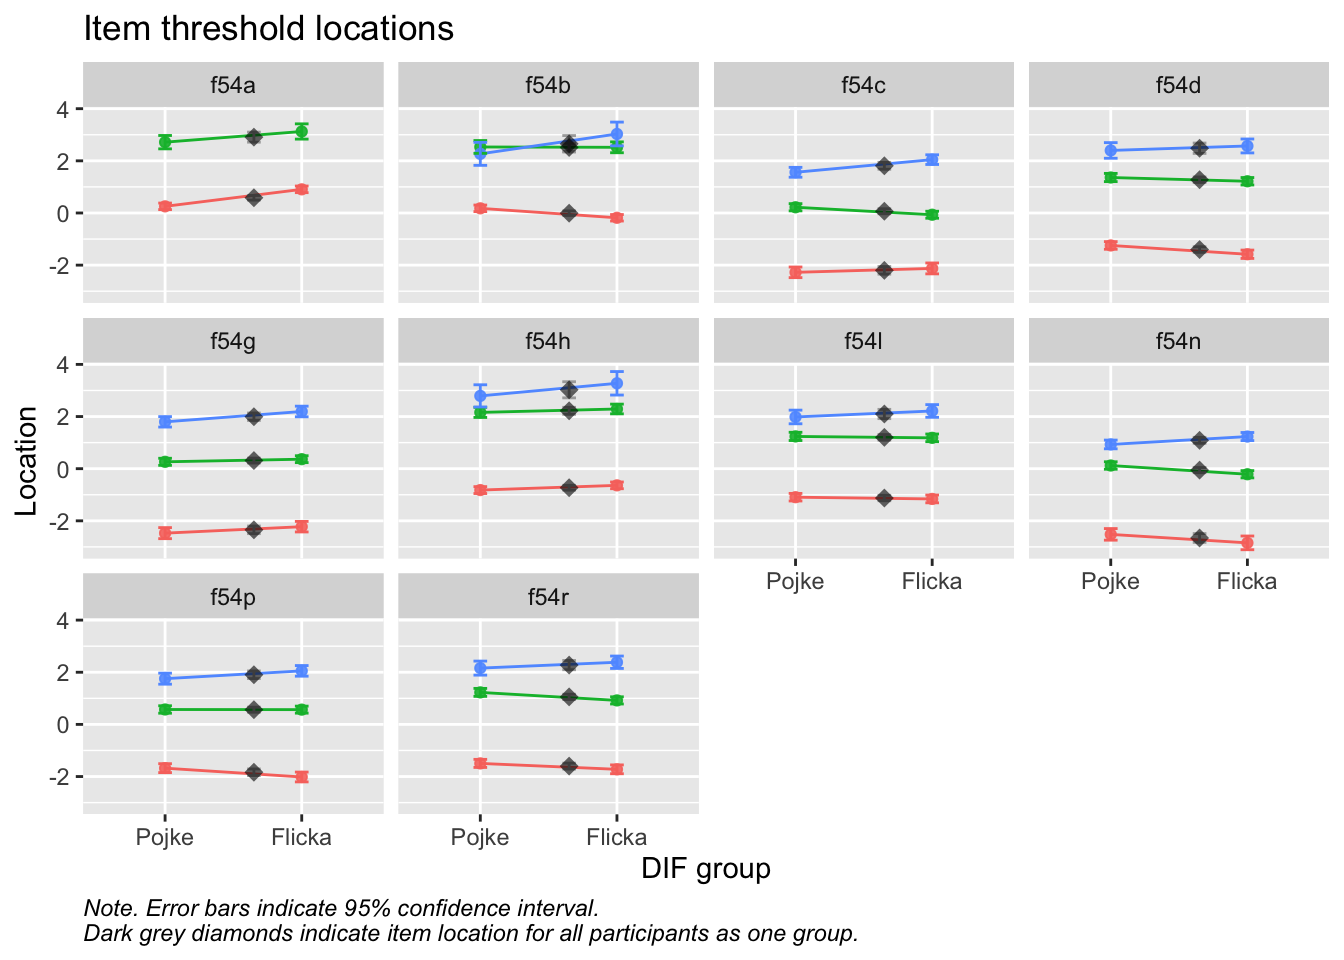 Item threshold locations
f54a
f54b
f54c
f54d
4
2
0
-2
f54g
f54h
f54l
f54n
4
2
0
-2
Location
Pojke Flicka
Pojke Flicka
f54p
f54r
4
2
0
-2
Pojke Flicka
Pojke Flicka
DIF group
Note. Error bars indicate 95% confidence interval.
Dark grey diamonds indicate item location for all participants as one group.